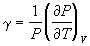 γ = 1/P (∂P/∂T)_V